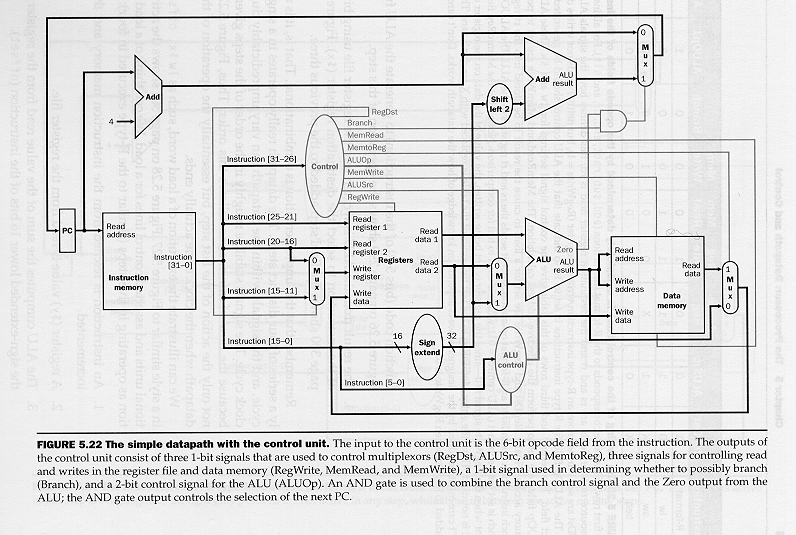 0
M
u
x
1
Add
ALU
result
Add
4
Shift
left 2
RegDst
Branch
MemRead
MemtoReg
ALUOp
MemWrite
ALUSrc
RegWrite
Control
Instruction [31–26]
Instruction [25–21]
Instruction [20–16]
Instruction [15–11]
Instruction [15–0]
Instruction [5–0]
PC
Read
address
Instruction
[31–0]
Instruction
memory
0
M
u
x
1
Read
register 1
Read
register 2
Write
register
Write
data
Registers
Read
data 1
Read
data 2
0
M
u
x
1
16
Sign
extend
32
Zero
ALU
ALU
result
ALU
control
Read
address
Write
address
Write
data
Read
data
Data
memory
1
M
u
x
0
FIGURE 5.22 The simple datapath with the control unit. The input to the control unit is the 6-bit opcode field from the instruction. The outputs of
the control unit consist of three 1-bit signals that are used to control multiplexors (RegDst, ALUSrc, and MemtoReg), three signals for controlling read
and writes in the register file and data memory (RegWrite, MemRead, and MemWrite), a 1-bit signal used in determining whether to possibly branch
(Branch), and a 2-bit control signal for the ALU (ALUOp). An AND gate is used to combine the branch control signal and the Zero output from the
ALU; the AND gate output controls the selection of the next PC.